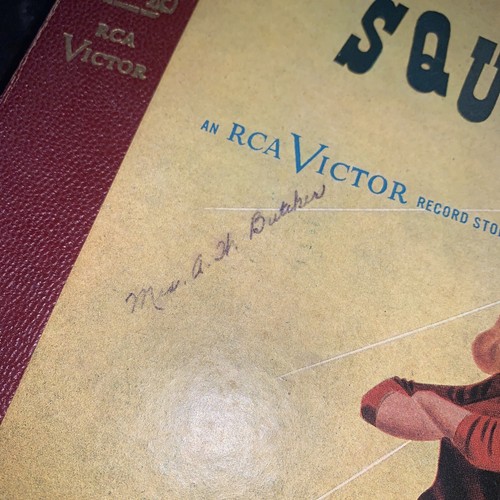 RCA
VICTOR
SQU
AN RCA VICTOR RECORD STO
Mrs. A. H. Butcher